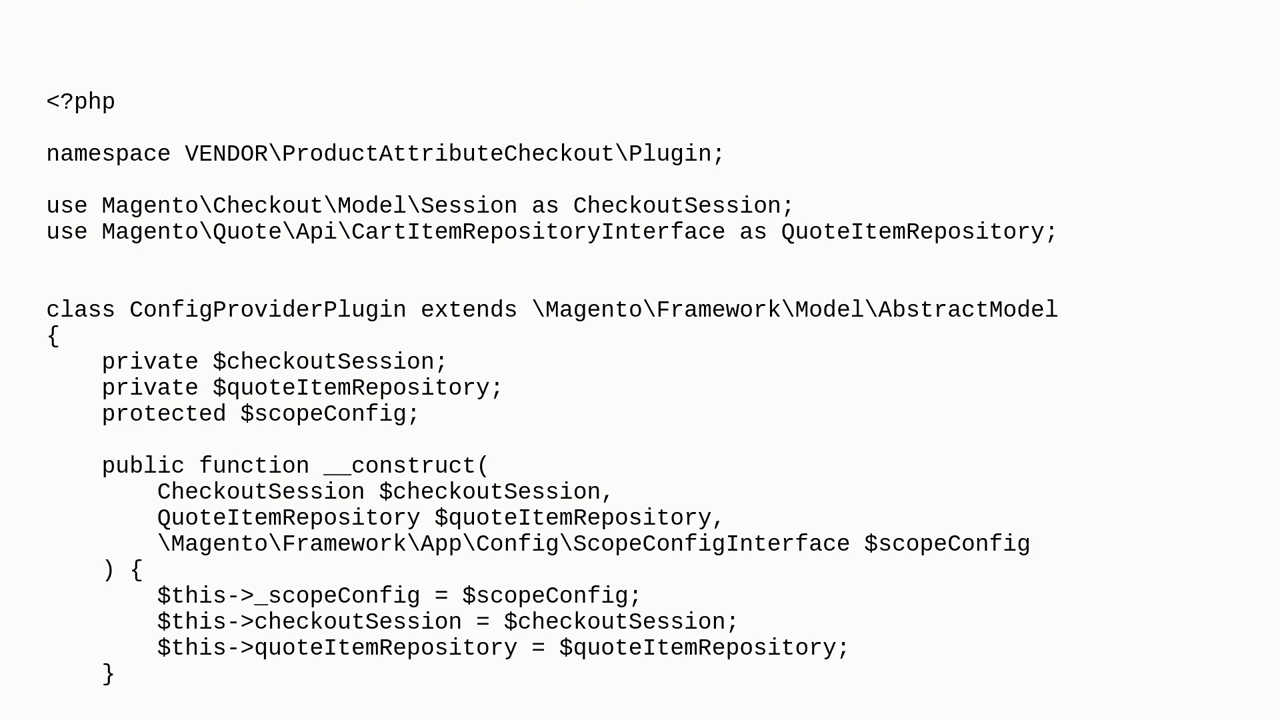 <?php
namespace VENDOR\ProductAttributeCheckout\Plugin;
use Magento\Checkout\Model\Session as CheckoutSession;
use Magento\Quote\Api\CartItemRepositoryInterface as QuoteItemRepository;
class ConfigProviderPlugin extends \Magento\Framework\Model\AbstractModel
{
    private $checkoutSession;
    private $quoteItemRepository;
    protected $scopeConfig;
    public function __construct(
        CheckoutSession $checkoutSession,
        QuoteItemRepository $quoteItemRepository,
        \Magento\Framework\App\Config\ScopeConfigInterface $scopeConfig
    ) {
        $this->_scopeConfig = $scopeConfig;
        $this->checkoutSession = $checkoutSession;
        $this->quoteItemRepository = $quoteItemRepository;
    }